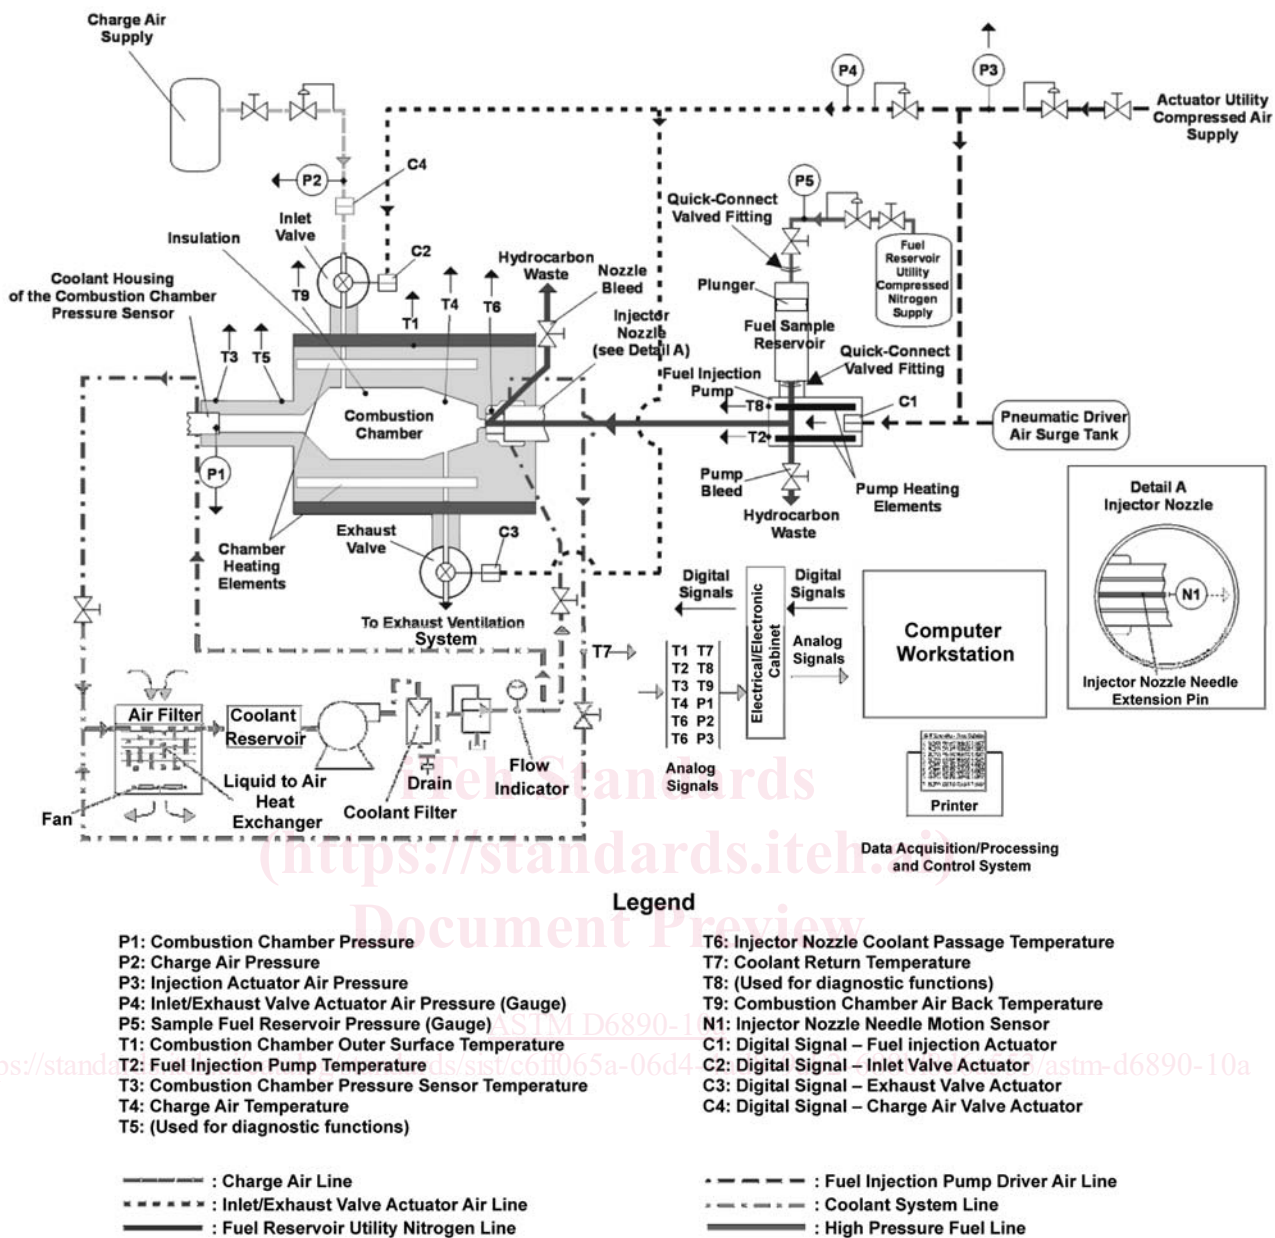 Charge Air
Supply
P4
P3
Actuator Utility
Compressed Air
Supply
P2
C4
P5
Quick-Connect
Valved Fitting
Inlet
Valve
Insulation
C2
Hydrocarbon
Waste
Nozzle
Bleed
Fuel
Reservoir
Utility
Compressed
Nitrogen
Supply
Coolant Housing
of the Combustion Chamber
Pressure Sensor
T9
T4
T6
T1
Plunger
Injector
Nozzle
(see Detail A)
Fuel Sample
Reservoir
T3
T5
Quick-Connect
Valved Fitting
Fuel Injection
Pump
T8
C1
Combustion
Chamber
Pneumatic Driver
Air Surge Tank
T2
P1
Pump
Bleed
Pump Heating
Elements
Detail A
Injector Nozzle
Hydrocarbon
Waste
Exhaust
Valve
C3
Chamber
Heating
Elements
N1
Digital
Signals
Digital
Signals
Electrical/Electronic
Cabinet
Computer
Workstation
To Exhaust Ventilation
System
T7
Analog
Signals
T1 T7
T2 T8
T3 T9
T4 P1
T6 P2
T6 P3
Analog
Signals
Injector Nozzle Needle
Extension Pin
Air Filter
Coolant
Reservoir
Drain
Flow
Indicator
Liquid to Air
Heat
Exchanger
Coolant Filter
Fan
Printer
Data Acquisition/Processing
and Control System
iTeh Standards
(https://standards.iteh.ai)
Document Preview
Legend
P1: Combustion Chamber Pressure
P2: Charge Air Pressure
P3: Injection Actuator Air Pressure
P4: Inlet/Exhaust Valve Actuator Air Pressure (Gauge)
P5: Sample Fuel Reservoir Pressure (Gauge)
T1: Combustion Chamber Outer Surface Temperature
T2: Fuel Injection Pump Temperature
T3: Combustion Chamber Pressure Sensor Temperature
T4: Charge Air Temperature
T5: (Used for diagnostic functions)
T6: Injector Nozzle Coolant Passage Temperature
T7: Coolant Return Temperature
T8: (Used for diagnostic functions)
T9: Combustion Chamber Air Back Temperature
N1: Injector Nozzle Needle Motion Sensor
C1: Digital Signal – Fuel injection Actuator
C2: Digital Signal – Inlet Valve Actuator
C3: Digital Signal – Exhaust Valve Actuator
C4: Digital Signal – Charge Air Valve Actuator
ASTM D6890-10a
: Charge Air Line
: Inlet/Exhaust Valve Actuator Air Line
: Fuel Reservoir Utility Nitrogen Line
: Fuel Injection Pump Driver Air Line
: Coolant System Line
: High Pressure Fuel Line